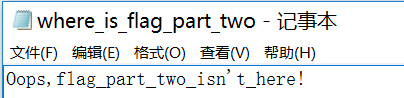 where_is_flag_part_two - 记事本
文件(F) 编辑(E) 格式(O) 查看(V) 帮助(H)
Oops,flag_part_two_isn't_here!